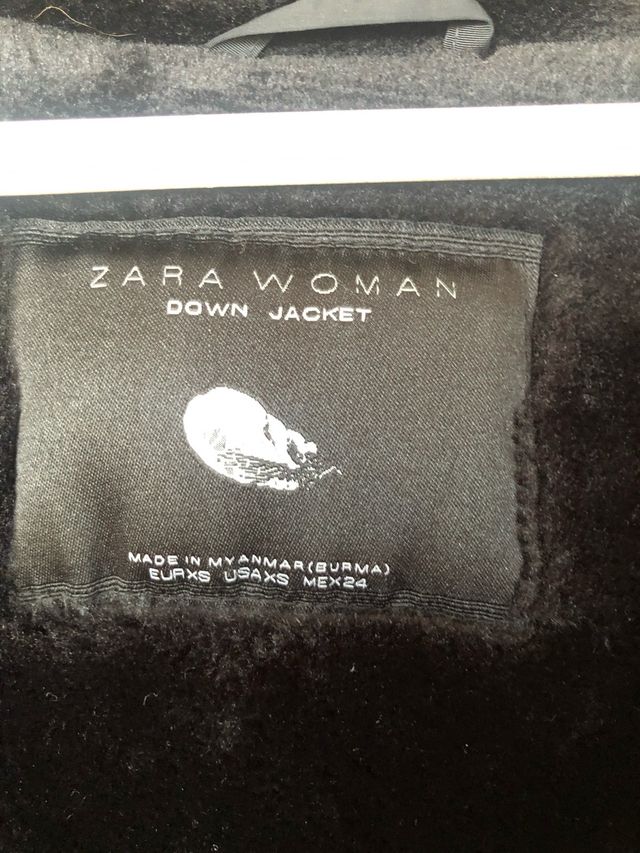 ZARA WOMAN
DOWN JACKET
MADE IN MYANMAR(BURMA)
EURXS USAXS MEX24